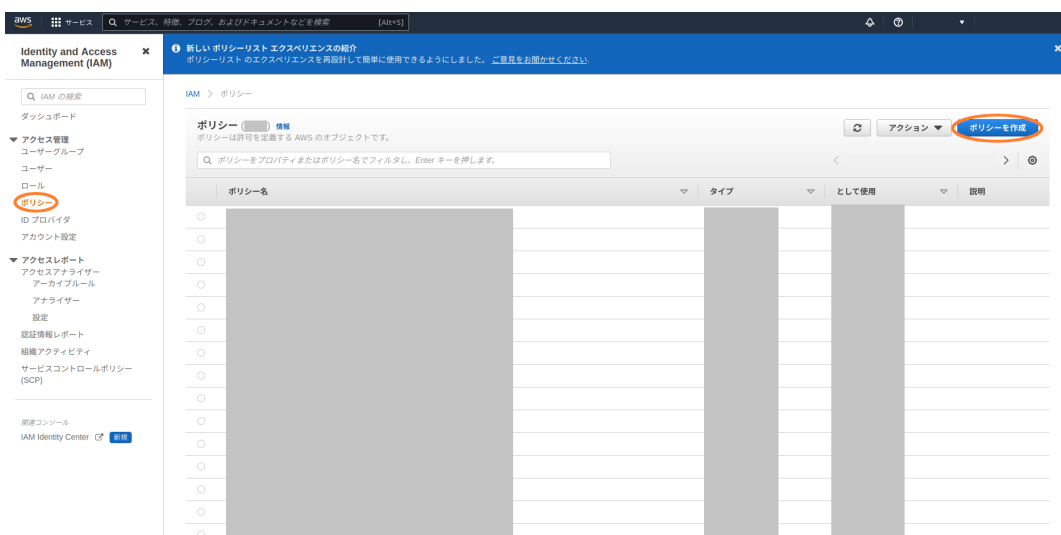 aws サービス サービス、特徴、ブログ、およびドキュメントなどを検索 [Alt+S]
Identity and Access
Management (IAM)
IAM の検索
ダッシュボード
アクセス管理
ユーザーグループ
ユーザー
ロール
ポリシー
ID プロバイダ
アカウント設定
アクセスレポート
アクセスアナライザー
アーカイブルール
アナライザー
設定
認証情報レポート
組織アクティビティ
サービスコントロールポリシー
(SCP)
関連コンソール
IAM Identity Center 新規
新しい ポリシーリスト エクスペリエンスの紹介
ポリシーリスト のエクスペリエンスを再設計して簡単に使用できるようにしました。 ご意見をお聞かせください.
IAM > ポリシー
ポリシー ( ) 情報
ポリシーは許可を定義する AWS のオブジェクトです。
アクション ポリシーを作成
ポリシーをプロパティまたはポリシー名でフィルタし、Enter キーを押します。
ポリシー名 タイプ として使用 説明